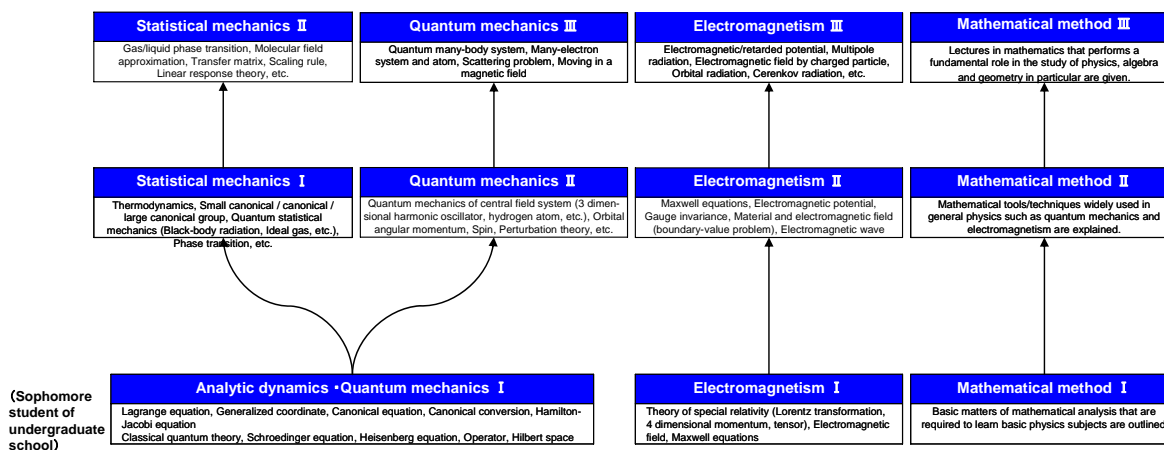 Statistical mechanics Ⅱ
Gas/liquid phase transition, Molecular field
approximation, Transfer matrix, Scaling rule,
Linear response theory, etc.
Quantum mechanics Ⅲ
Quantum many-body system, Many-electron
system and atom, Scattering problem, Moving in a
magnetic field
Electromagnetism Ⅲ
Electromagnetic/retarded potential, Multipole
radiation, Electromagnetic field by charged particle,
Orbital radiation, Cerenkov radiation, etc.
Mathematical method Ⅲ
Lectures in mathematics that performs a
fundamental role in the study of physics, algebra
and geometry in particular are given.
Statistical mechanics Ⅰ
Thermodynamics, Small canonical / canonical /
large canonical group, Quantum statistical
mechanics (Black-body radiation, Ideal gas, etc.),
Phase transition, etc.
Quantum mechanics Ⅱ
Quantum mechanics of central field system (3 dimen-
sional harmonic oscillator, hydrogen atom, etc.), Orbital
angular momentum, Spin, Perturbation theory, etc.
Electromagnetism Ⅱ
Maxwell equations, Electromagnetic potential,
Gauge invariance, Material and electromagnetic field
(boundary-value problem), Electromagnetic wave
Mathematical method Ⅱ
Mathematical tools/techniques widely used in
general physics such as quantum mechanics and
electromagnetism are explained.
(Sophomore
student of
undergraduate
school)
Analytic dynamics ・Quantum mechanics Ⅰ
Lagrange equation, Generalized coordinate, Canonical equation, Canonical conversion, Hamilton-
Jacobi equation
Classical quantum theory, Schroedinger equation, Heisenberg equation, Operator, Hilbert space
Electromagnetism Ⅰ
Theory of special relativity (Lorentz transformation,
4 dimensional momentum, tensor), Electromagnetic
field, Maxwell equations
Mathematical method Ⅰ
Basic matters of mathematical analysis that are
required to learn basic physics subjects are outlined